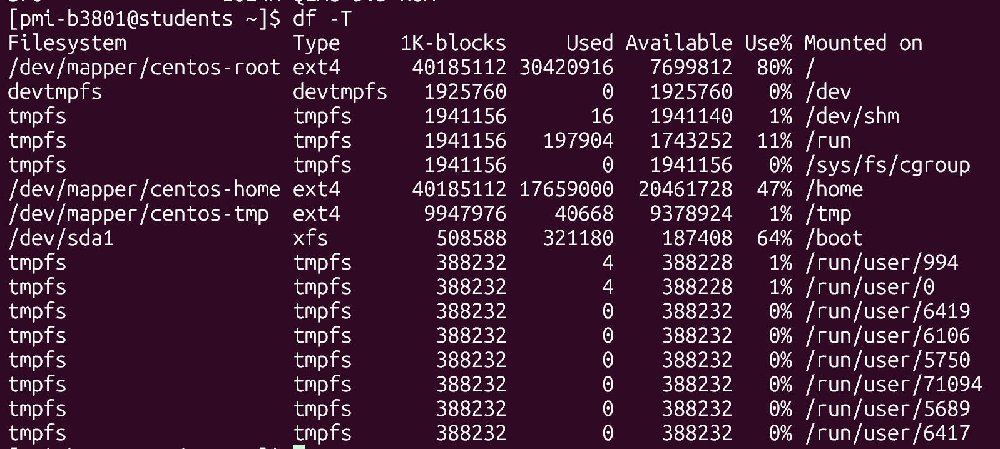 [pmi-b3801@students ~]$ df -T
Filesystem              Type     1K-blocks     Used Available Use% Mounted on
/dev/mapper/centos-root ext4      40185112 30420916   7699812  80% /
devtmpfs                devtmpfs   1925760        0   1925760   0% /dev
tmpfs                   tmpfs      1941156       16   1941140   1% /dev/shm
tmpfs                   tmpfs      1941156   197904   1743252  11% /run
tmpfs                   tmpfs      1941156        0   1941156   0% /sys/fs/cgroup
/dev/mapper/centos-home ext4      40185112 17659000  20461728  47% /home
/dev/mapper/centos-tmp  ext4       9947976    40668   9378924   1% /tmp
/dev/sda1               xfs         508588   321180    187408  64% /boot
tmpfs                   tmpfs       388232        4    388228   1% /run/user/994
tmpfs                   tmpfs       388232        4    388228   1% /run/user/0
tmpfs                   tmpfs       388232        0    388232   0% /run/user/6419
tmpfs                   tmpfs       388232        0    388232   0% /run/user/6106
tmpfs                   tmpfs       388232        0    388232   0% /run/user/5750
tmpfs                   tmpfs       388232        0    388232   0% /run/user/71094
tmpfs                   tmpfs       388232        0    388232   0% /run/user/5689
tmpfs                   tmpfs       388232        0    388232   0% /run/user/6417